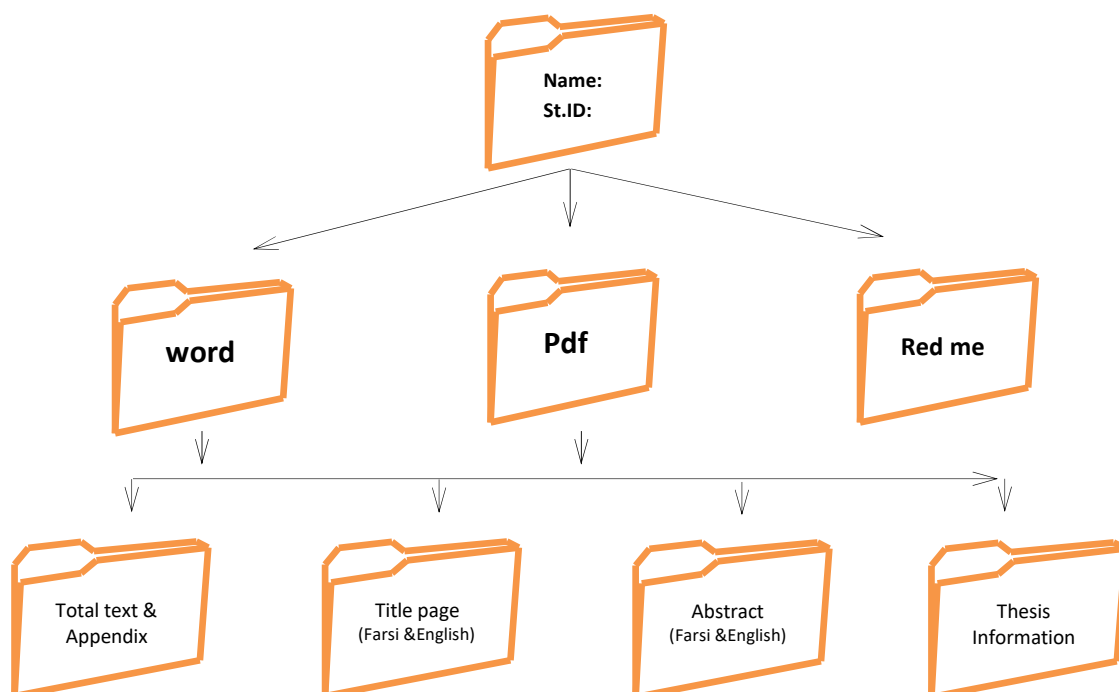 Name:
St.ID:
word
Pdf
Red me
Total text &
Appendix
Title page
(Farsi &English)
Abstract
(Farsi &English)
Thesis
Information